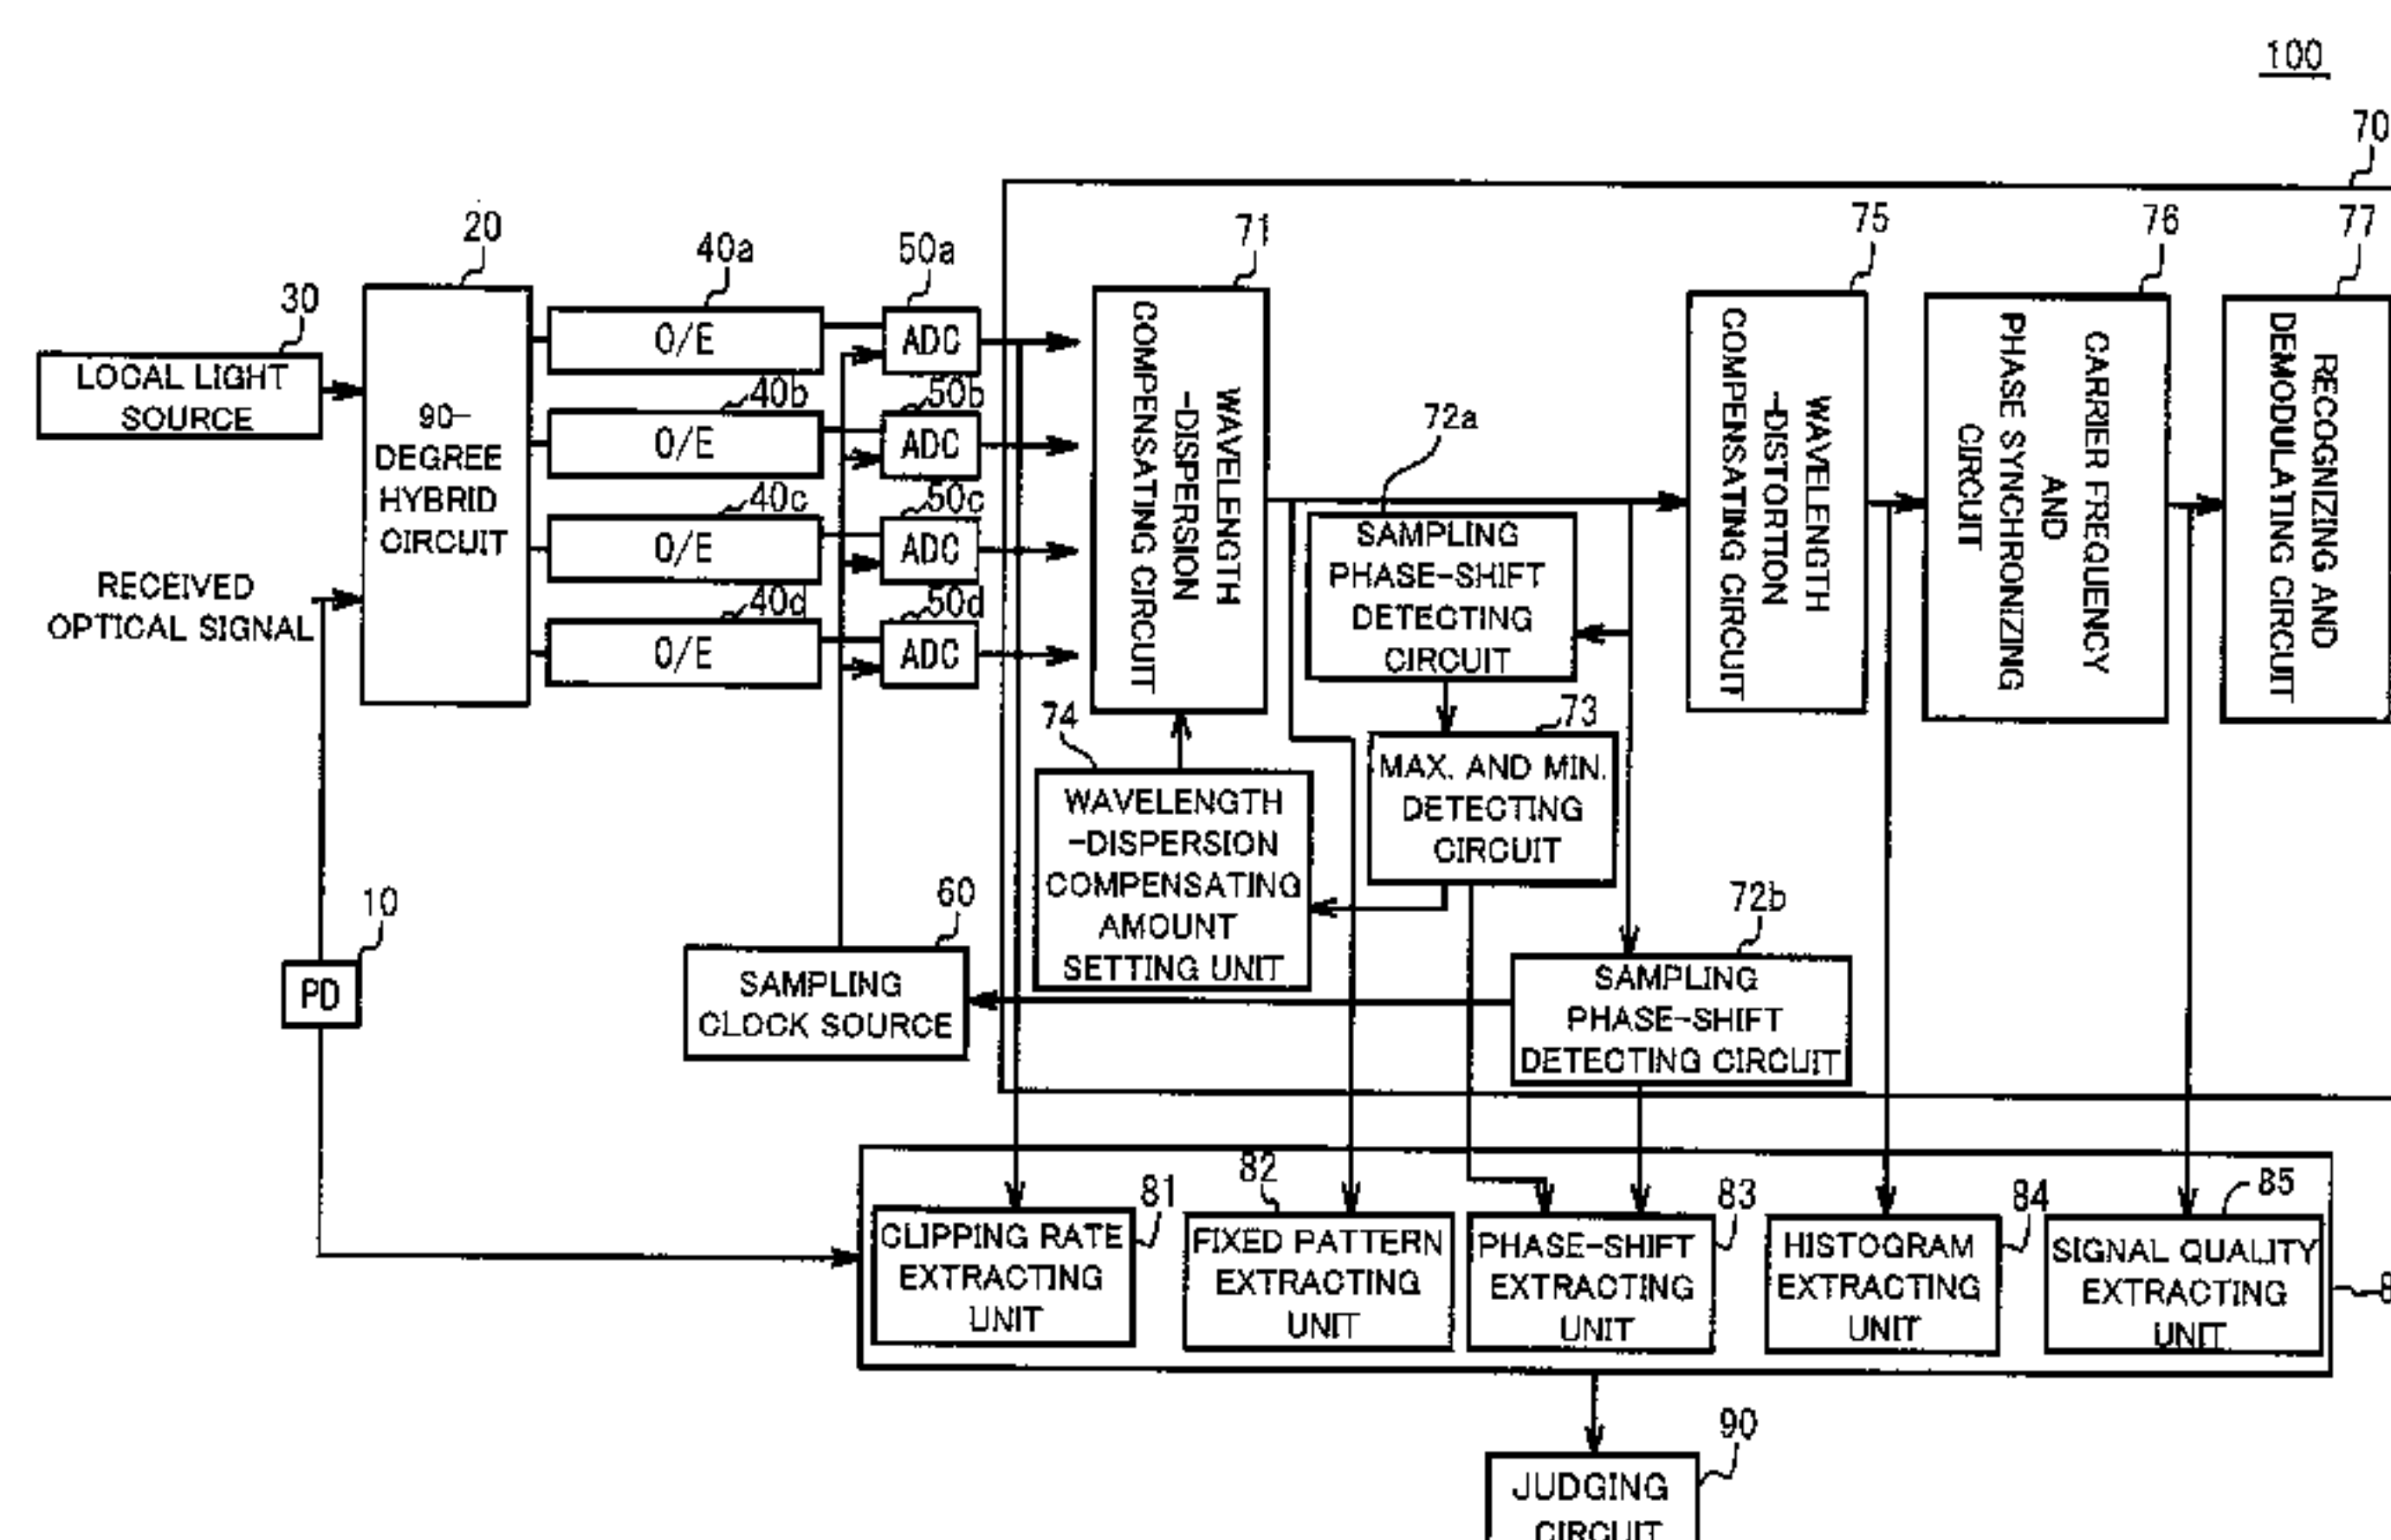 100
70
20
40a
50a
71
75
76
77
30
LOCAL LIGHT
SOURCE
90-
DEGREE
HYBRID
CIRCUIT
O/E
ADC
40b
50b
O/E
ADC
40c
50c
O/E
ADC
40d
50d
O/E
ADC
RECEIVED
OPTICAL SIGNAL
WAVELENGTH
-DISPERSION
COMPENSATING CIRCUIT
72a
SAMPLING
PHASE-SHIFT
DETECTING
CIRCUIT
WAVELENGTH
-DISTORTION
COMPENSATING CIRCUIT
CARRIER FREQUENCY
AND
PHASE SYNCHRONIZING
CIRCUIT
RECOGNIZING AND
DEMODULATING CIRCUIT
74
73
MAX. AND MIN.
DETECTING
CIRCUIT
WAVELENGTH
-DISPERSION
COMPENSATING
AMOUNT
SETTING UNIT
10
PD
60
SAMPLING
CLOCK SOURCE
72b
SAMPLING
PHASE-SHIFT
DETECTING CIRCUIT
81
CLIPPING RATE
EXTRACTING
UNIT
82
FIXED PATTERN
EXTRACTING
UNIT
83
PHASE-SHIFT
EXTRACTING
UNIT
84
HISTOGRAM
EXTRACTING
UNIT
85
SIGNAL QUALITY
EXTRACTING
UNIT
90
JUDGING
CIRCUIT